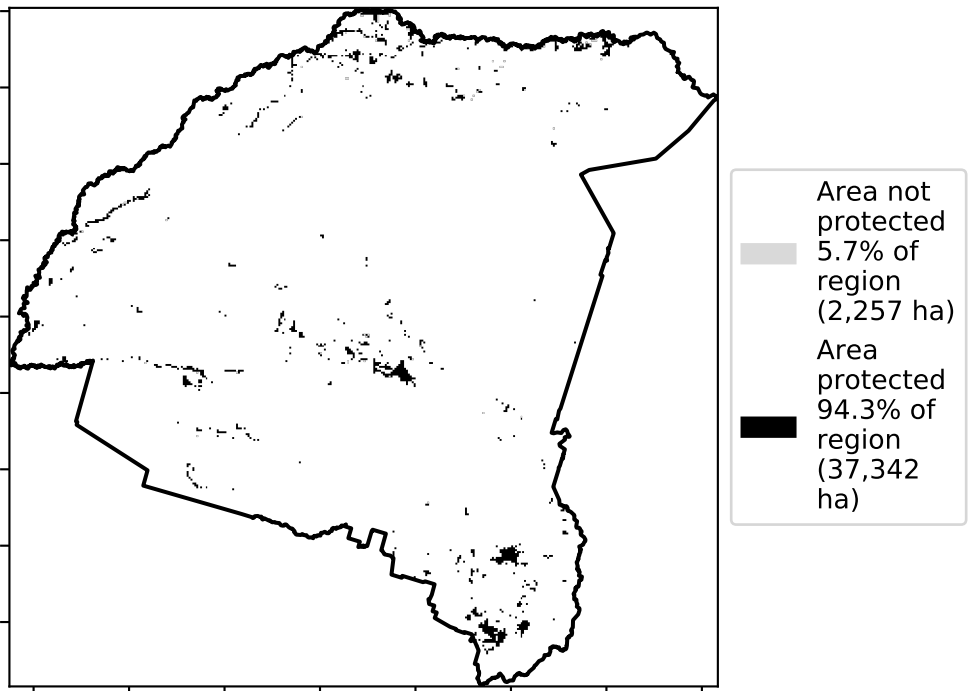 Area not
protected
5.7% of
region
(2,257 ha)
Area
protected
94.3% of
region
(37,342
ha)